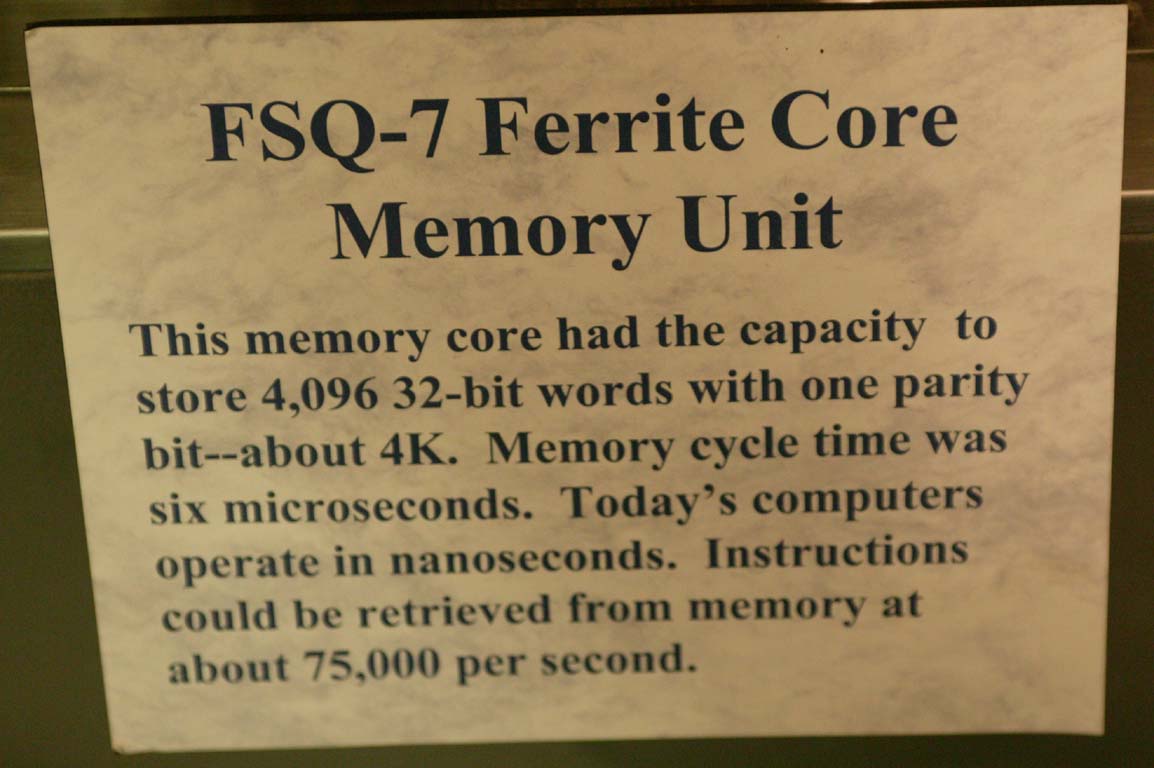 FSQ-7 Ferrite Core
Memory Unit
This memory core had the capacity  to
store 4,096 32-bit words with one parity
bit--about 4K.  Memory cycle time was
six microseconds.  Today's computers
operate in nanoseconds.  Instructions
could be retrieved from memory at
about 75,000 per second.